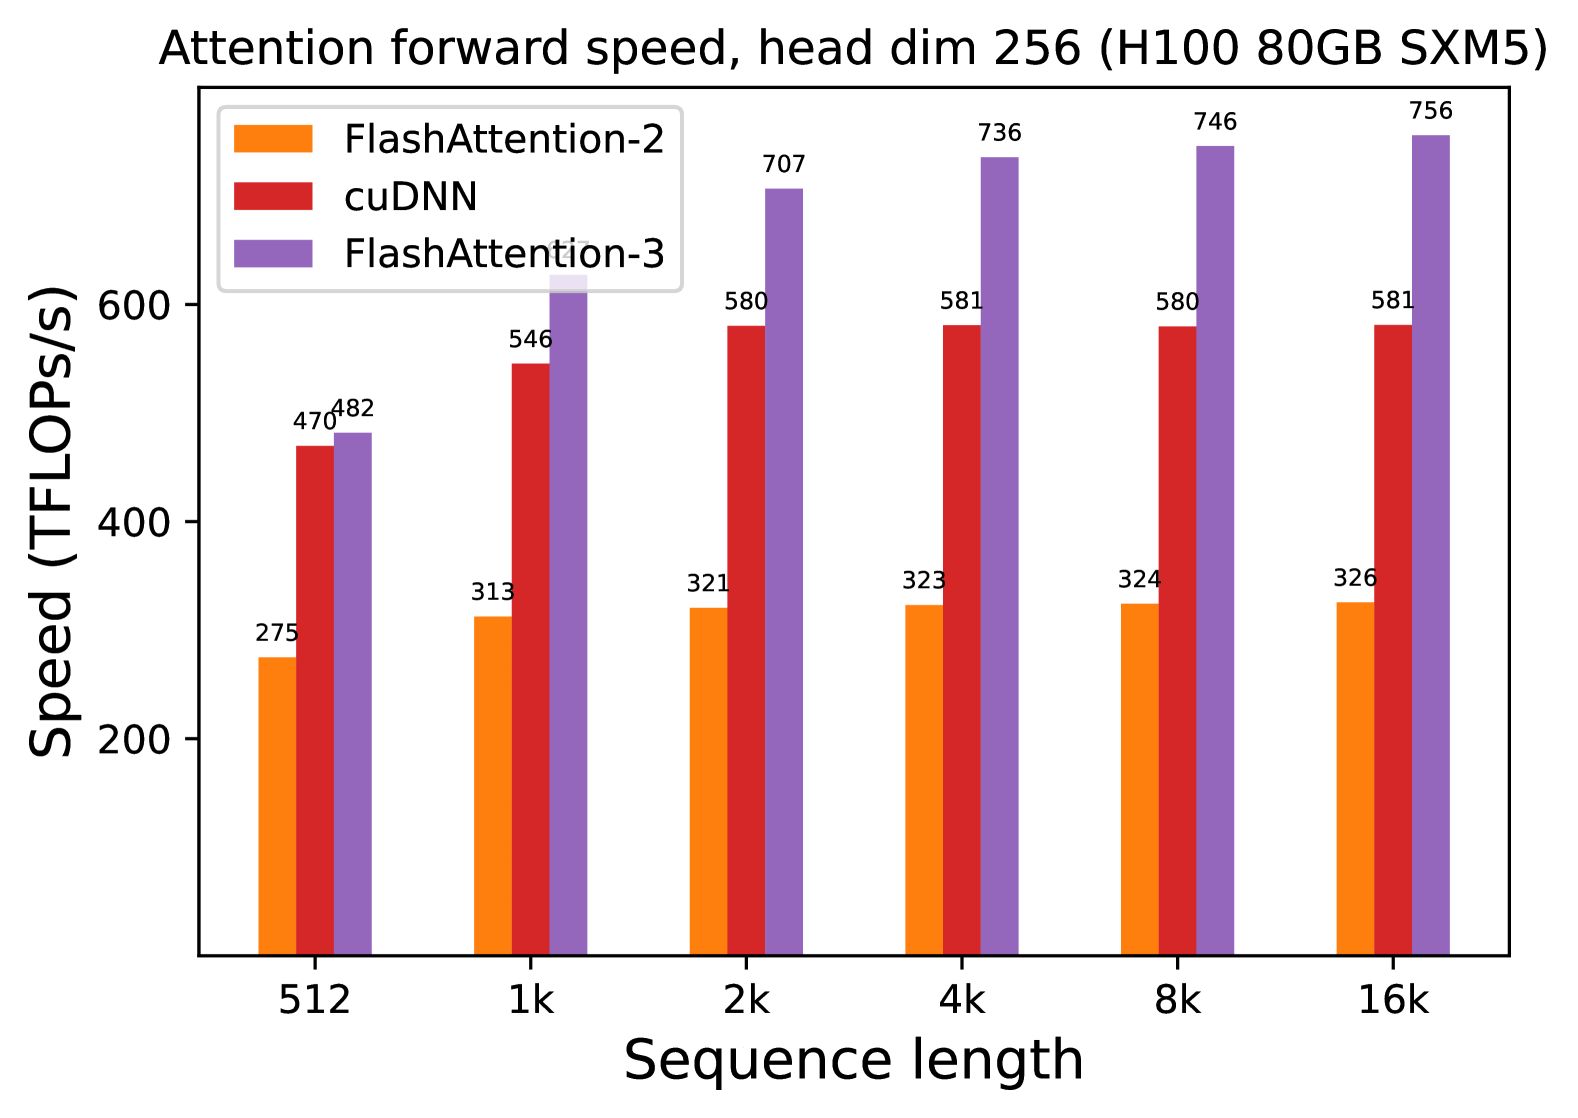 Attention forward speed, head dim 256 (H100 80GB SXM5)
FlashAttention-2
cuDNN
FlashAttention-3
Speed (TFLOPs/s)
600
400
200
275
470
482
313
546
627
321
580
707
323
581
736
324
580
746
326
581
756
512
1k
2k
4k
8k
16k
Sequence length